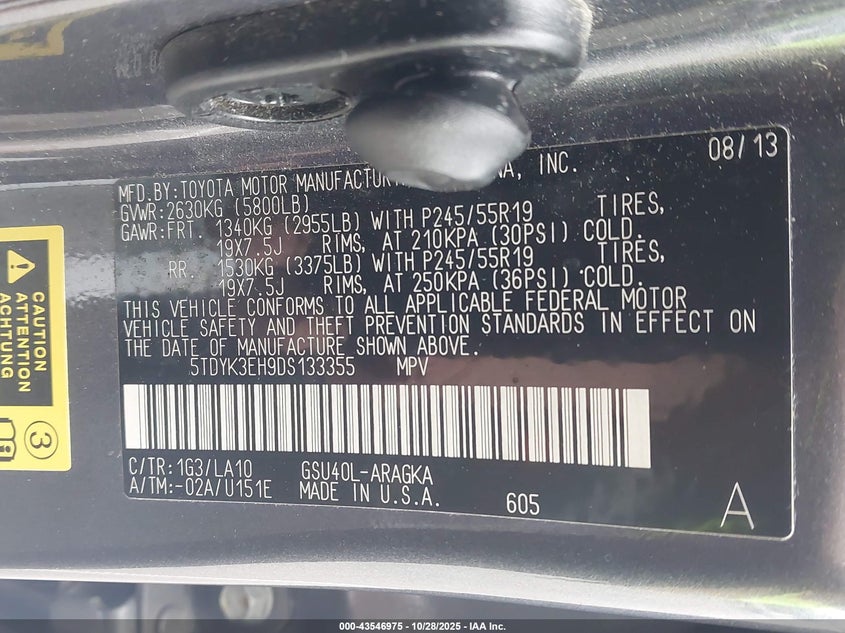 08/13
MFD.BY:TOYOTA MOTOR MANUFACTUR NA, INC.
GVWR:2630KG (5800LB)
GAWR:FRT. 1340KG (2955LB) WITH P245/55R19 TIRES,
19X7.5J RIMS, AT 210KPA (30PSI) COLD.
RR. 1530KG (3375LB) WITH P245/55R19 TIRES,
19X7.5J RIMS, AT 250KPA (36PSI) COLD.
THIS VEHICLE CONFORMS TO ALL APPLICABLE FEDERAL MOTOR
VEHICLE SAFETY AND THEFT PREVENTION STANDARDS IN EFFECT ON
THE DATE OF MANUFACTURE SHOWN ABOVE.
5TDYK3EH9DS133355 MPV
C/TR:1G3/LA10 GSU40L-ARAGKA
A/TM:-02A/U151E MADE IN U.S.A. 605 A
CAUTION
ATTENTION
ACHTUNG
3
000-43546975 - 10/28/2025 - IAA Inc.